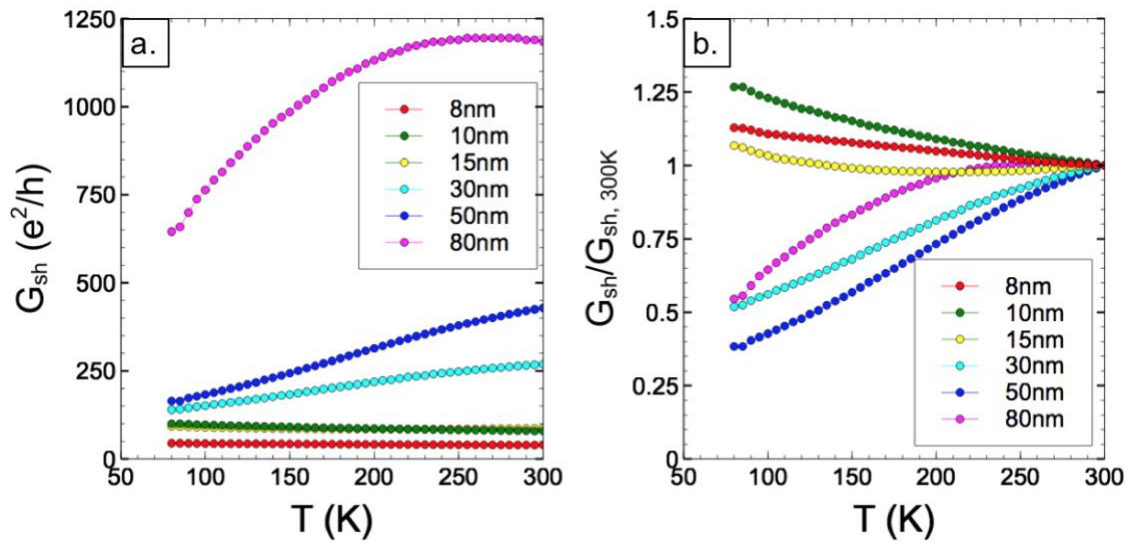 a.
G_sh (e²/h)
1250
1000
750
500
250
0
8nm
10nm
15nm
30nm
50nm
80nm
50 100 150 200 250 300
T (K)
b.
G_sh/G_sh, 300K
1.5
1.25
1
0.75
0.5
0.25
0
8nm
10nm
15nm
30nm
50nm
80nm
50 100 150 200 250 300
T (K)